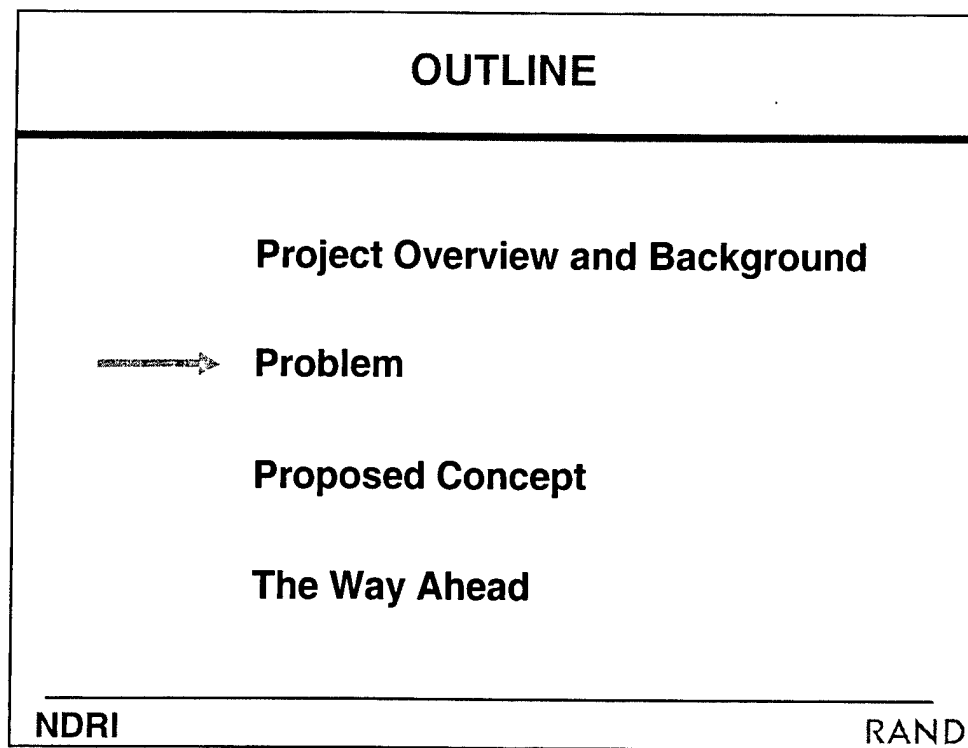 OUTLINE
Project Overview and Background
Problem
Proposed Concept
The Way Ahead
NDRI
RAND